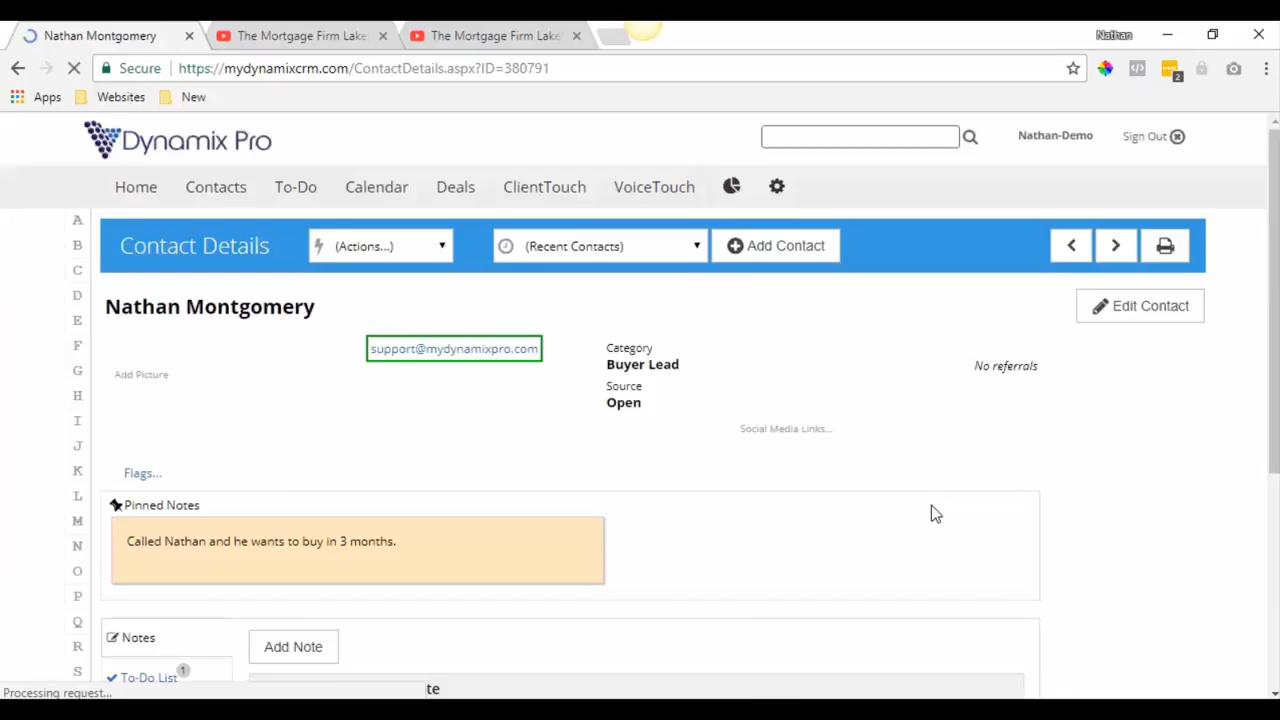 Nathan Montgomery
The Mortgage Firm Lake
The Mortgage Firm Lake
Nathan
Secure
https://mydynamixcrm.com/ContactDetails.aspx?ID=380791
2
Apps
Websites
New
Dynamix Pro
Nathan-Demo
Sign Out
Home
Contacts
To-Do
Calendar
Deals
ClientTouch
VoiceTouch
Contact Details
(Actions...)
(Recent Contacts)
Add Contact
Nathan Montgomery
Edit Contact
support@mydynamixpro.com
Add Picture
Category
Buyer Lead
Source
Open
No referrals
Social Media Links...
Flags...
Pinned Notes
Called Nathan and he wants to buy in 3 months.
Notes
Add Note
To-Do List
1
te
Processing request...
A
B
C
D
E
F
G
H
I
J
K
L
M
N
O
P
Q
R
S